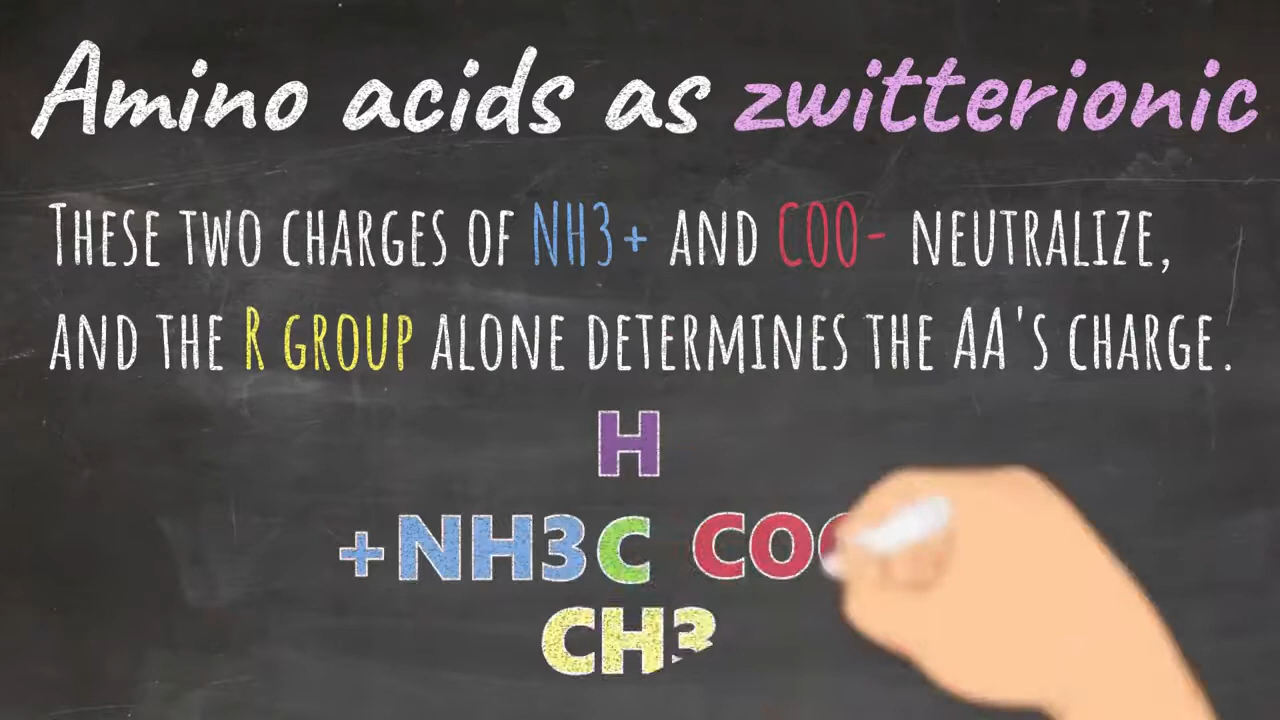 Amino acids as zwitterionic
THESE TWO CHARGES OF NH3+ AND COO- NEUTRALIZE,
AND THE R GROUP ALONE DETERMINES THE AA'S CHARGE.
H
+NH3C COO
CH3